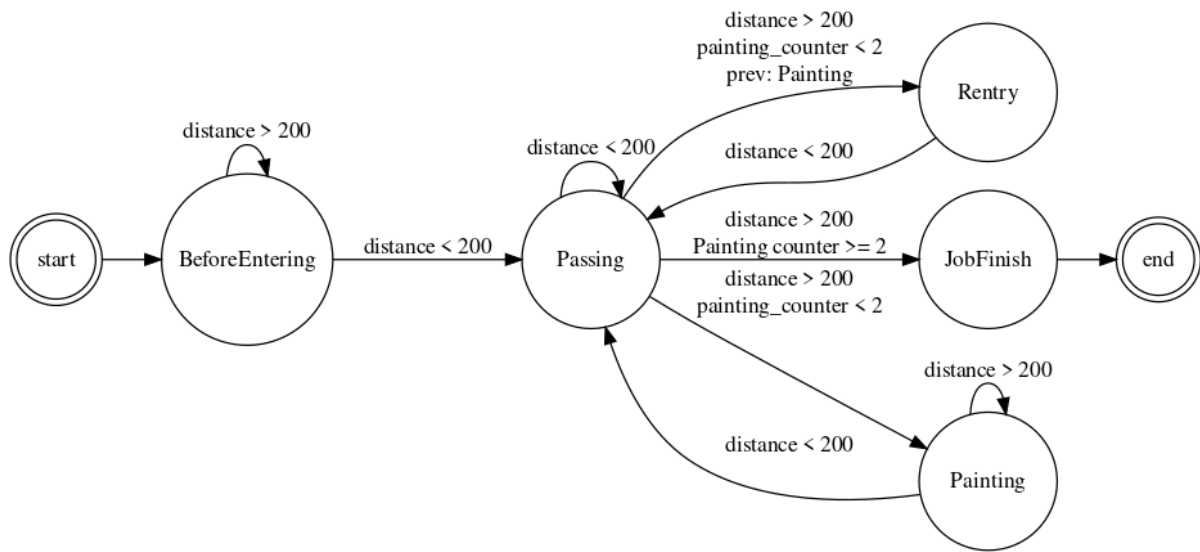 distance > 200
painting_counter < 2
prev: Painting
Rentry
distance > 200
distance < 200
distance < 200
distance > 200
Painting counter >= 2
start
BeforeEntering
distance < 200
Passing
JobFinish
end
distance > 200
painting_counter < 2
distance > 200
distance < 200
Painting